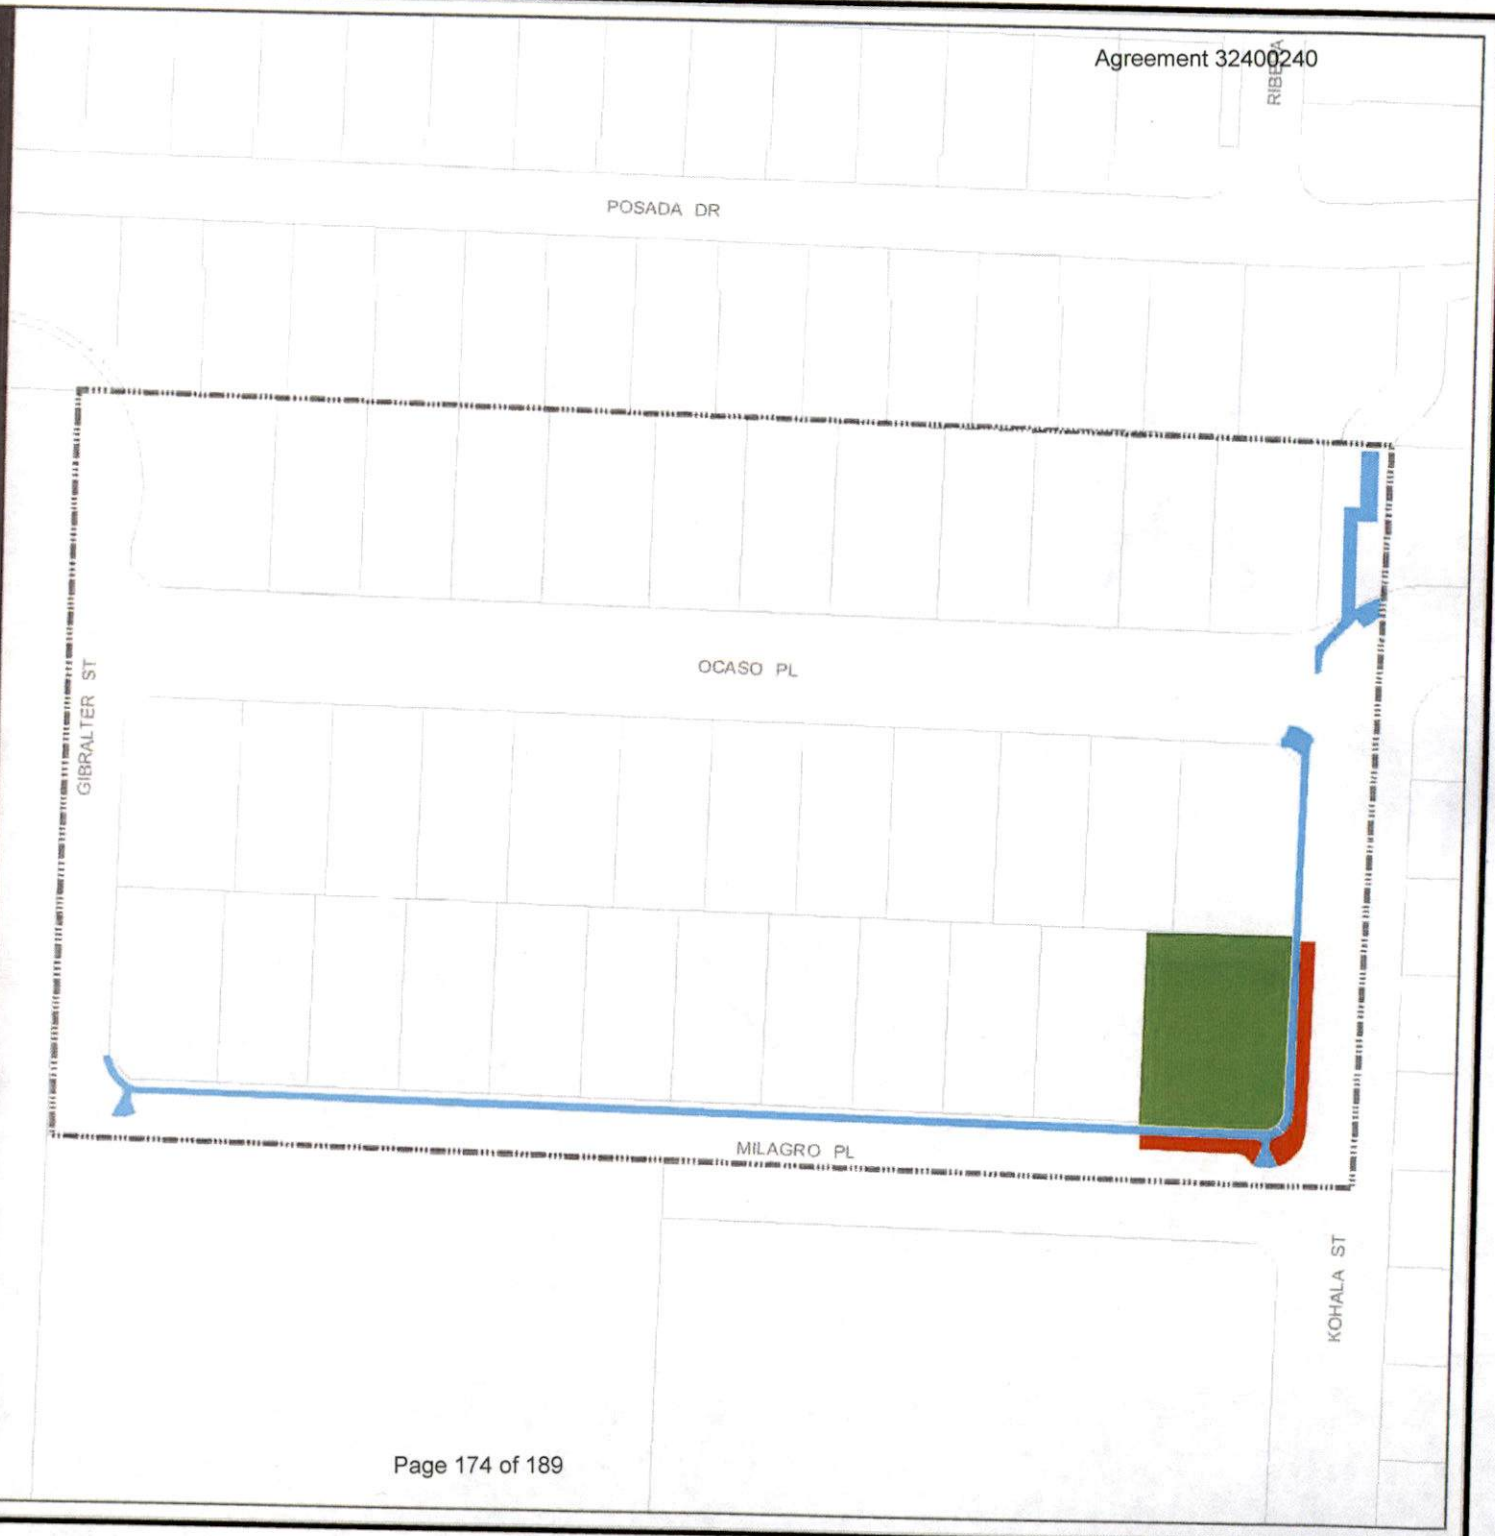 Agreement 32400240
POSADA DR
OCASO PL
GIBRALTER ST
MILAGRO PL
KOHALA ST
Page 174 of 189